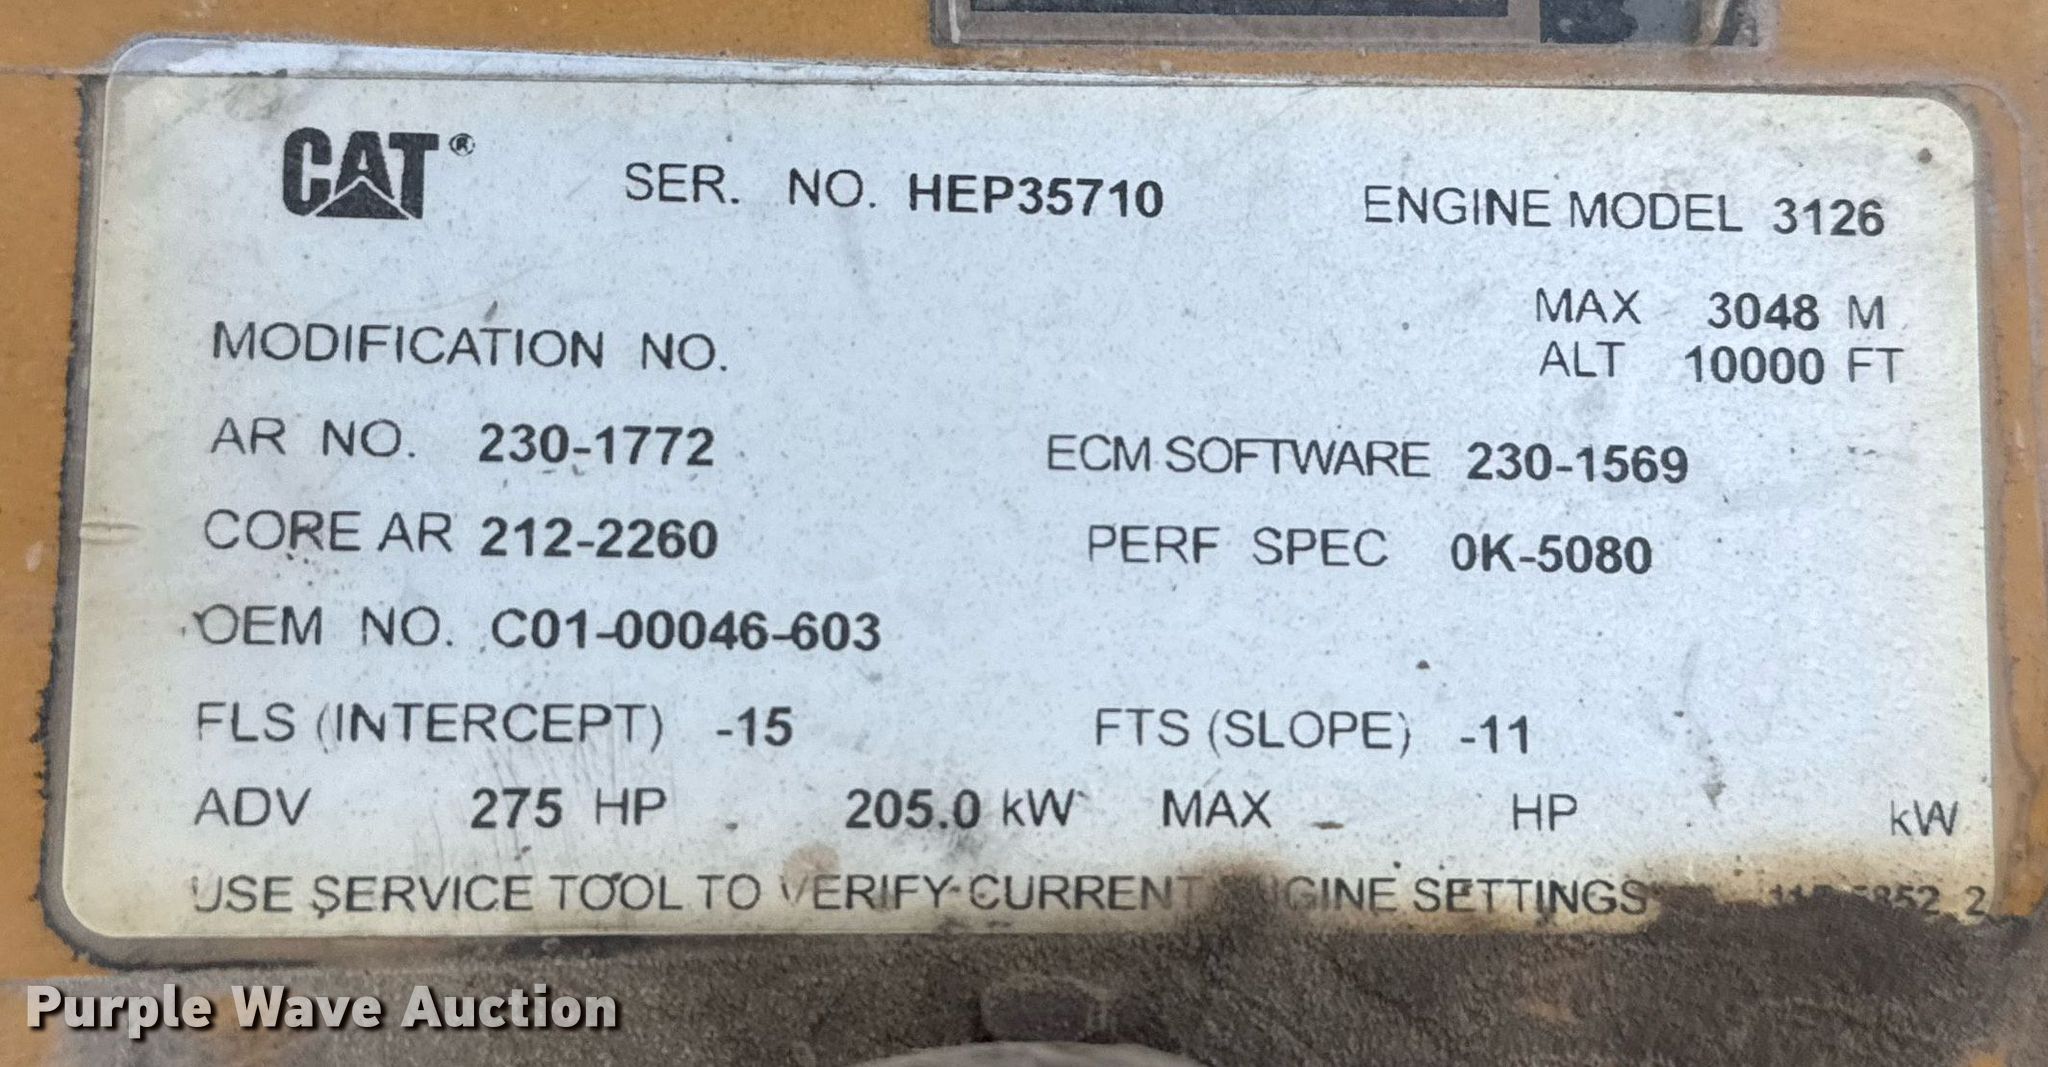 CAT® SER. NO. HEP35710 ENGINE MODEL 3126
MAX 3048 M
MODIFICATION NO. ALT 10000 FT
AR NO. 230-1772 ECM SOFTWARE 230-1569
CORE AR 212-2260 PERF SPEC 0K-5080
OEM NO. C01-00046-603
FLS (INTERCEPT) -15 FTS (SLOPE) -11
ADV 275 HP 205.0 kW MAX HP kW
USE SERVICE TOOL TO VERIFY CURRENT ENGINE SETTINGS
Purple Wave Auction